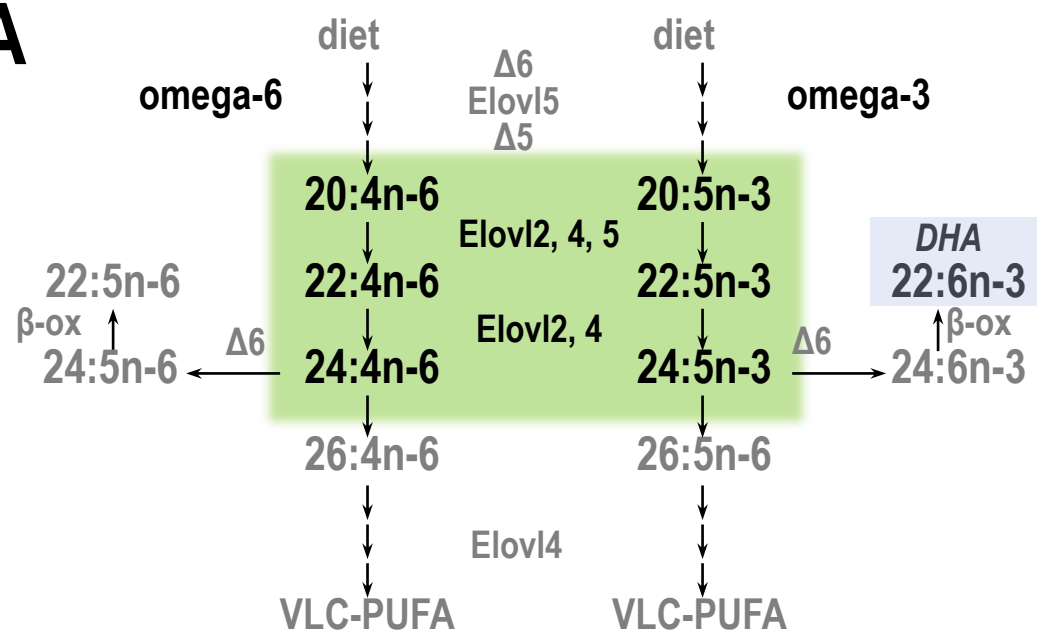 A
diet
diet
omega-6
Δ6
Elovl5
Δ5
omega-3
20:4n-6
20:5n-3
Elovl2, 4, 5
22:5n-6
22:4n-6
22:5n-3
DHA
22:6n-3
β-ox
Δ6
Elovl2, 4
Δ6
β-ox
24:5n-6
24:4n-6
24:5n-3
24:6n-3
26:4n-6
26:5n-6
Elovl4
VLC-PUFA
VLC-PUFA